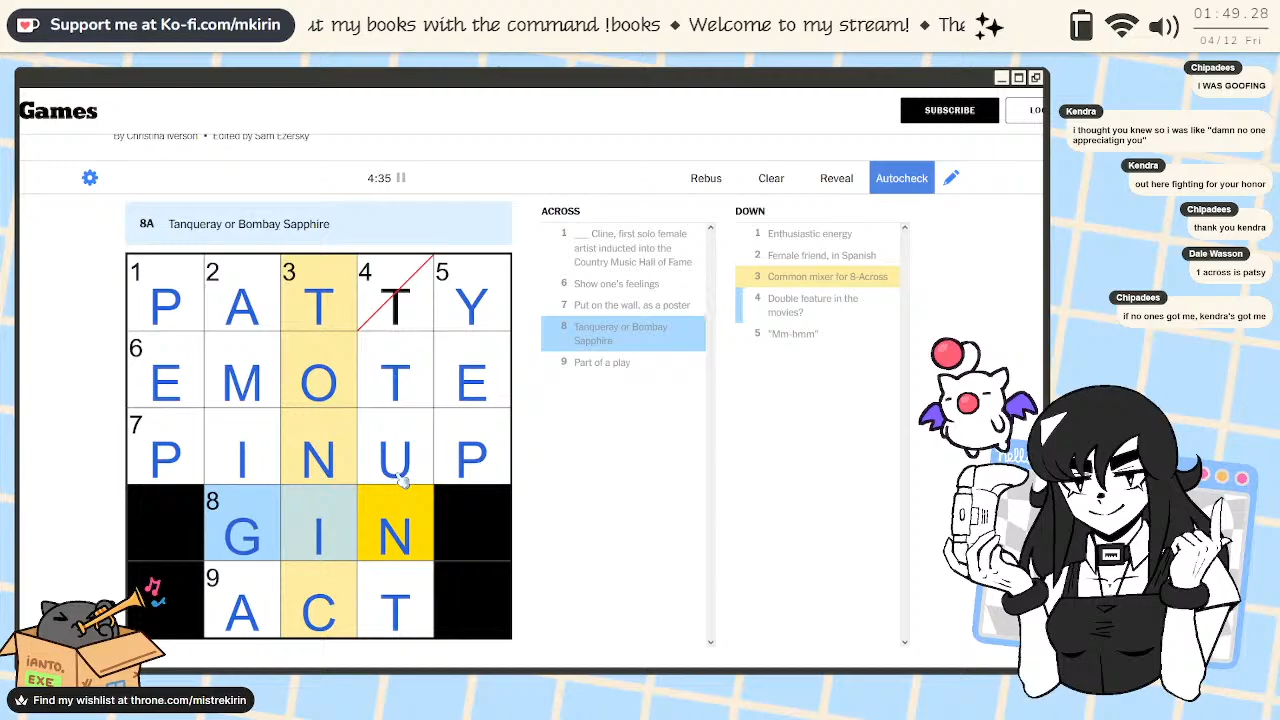 Support me at Ko-fi.com/mkirin
ut my books with the command !books ◆ Welcome to my stream! ◆ The
01:49.28
04/12 Fri
Games
SUBSCRIBE
LO
By Christina Iverson • Edited by Sam Ezersky
4:35
Rebus
Clear
Reveal
Autocheck
8A Tanqueray or Bombay Sapphire
1 P
2 A
3 T
4 T
5 Y
6 E
M
O
T
E
7 P
I
N
U
P
8 G
I
N
9 A
C
T
ACROSS
1 ___ Cline, first solo female
artist inducted into the
Country Music Hall of Fame
6 Show one's feelings
7 Put on the wall, as a poster
8 Tanqueray or Bombay
Sapphire
9 Part of a play
DOWN
1 Enthusiastic energy
2 Female friend, in Spanish
3 Common mixer for 8-Across
4 Double feature in the
movies?
5 "Mm-hmm"
Chipadees
I WAS GOOFING
Kendra
i thought you knew so i was like "damn no one
appreciatign you"
Kendra
out here fighting for your honor
Chipadees
thank you kendra
Dale Wasson
1 across is patsy
Chipadees
if no ones got me, kendra's got me
iANTO.
EXE
Find my wishlist at throne.com/mistrekirin